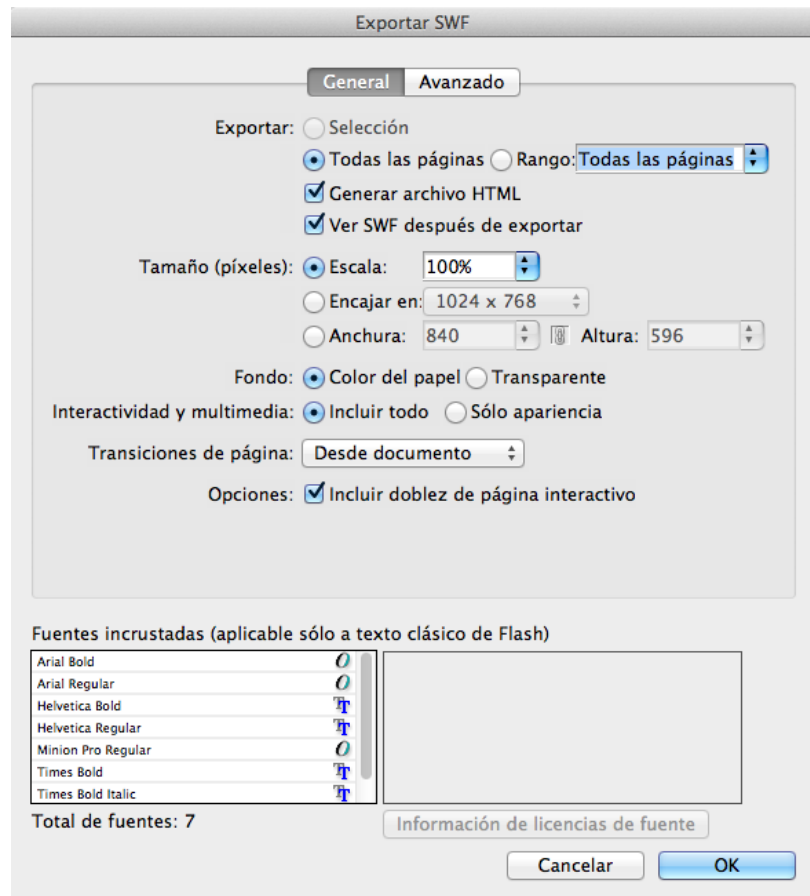 Exportar SWF
General Avanzado
Exportar: Selección
Todas las páginas Rango: Todas las páginas
Generar archivo HTML
Ver SWF después de exportar
Tamaño (píxeles): Escala: 100%
Encajar en: 1024 x 768
Anchura: 840 Altura: 596
Fondo: Color del papel Transparente
Interactividad y multimedia: Incluir todo Sólo apariencia
Transiciones de página: Desde documento
Opciones: Incluir doblez de página interactivo
Fuentes incrustadas (aplicable sólo a texto clásico de Flash)
Arial Bold
Arial Regular
Helvetica Bold
Helvetica Regular
Minion Pro Regular
Times Bold
Times Bold Italic
Total de fuentes: 7
Información de licencias de fuente
Cancelar OK